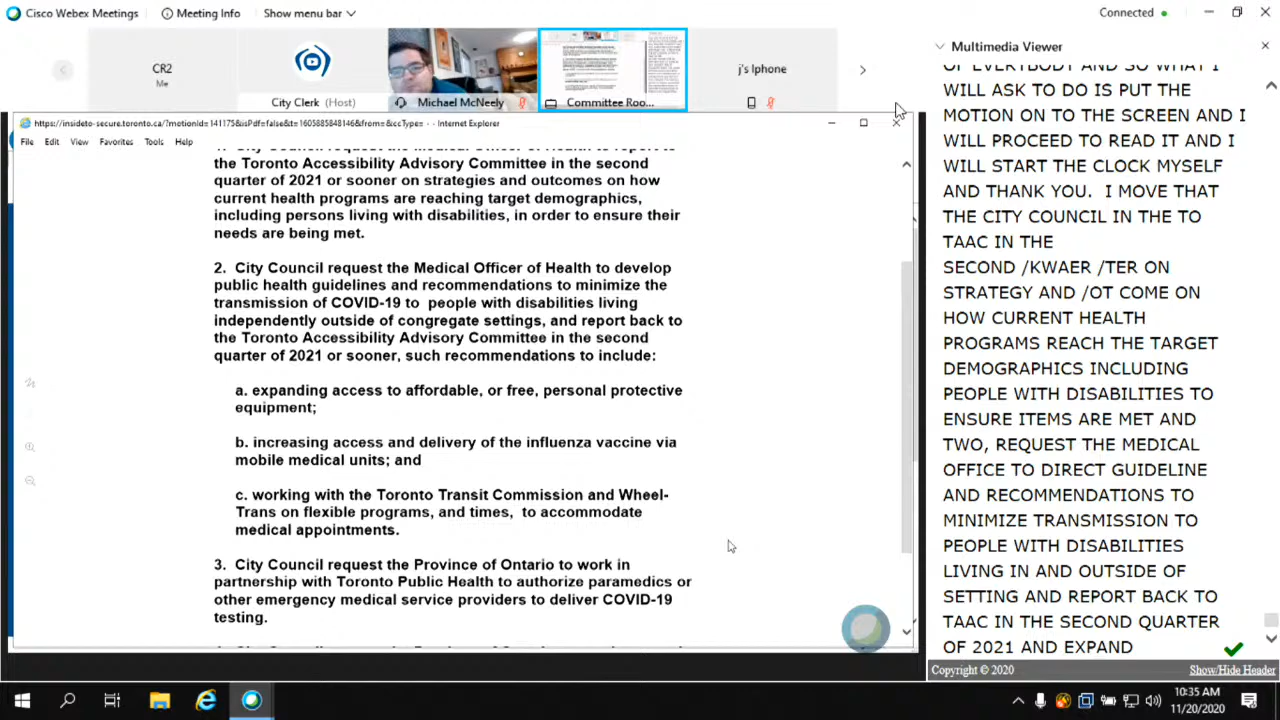 Cisco Webex Meetings
Meeting Info
Show menu bar
Connected
CR2
Me
City Clerk (Host)
Michael McNeely
Committee Roo...
i's Iphone
https://insideto-secure.toronto.ca/?motionId=141175&isPdf=false&t=1605885848146&from=&ccType= - - Internet Explorer
File Edit View Favorites Tools Help
1. City Council request the Medical Officer of Health to report to
the Toronto Accessibility Advisory Committee in the second
quarter of 2021 or sooner on strategies and outcomes on how
current health programs are reaching target demographics,
including persons living with disabilities, in order to ensure their
needs are being met.
2. City Council request the Medical Officer of Health to develop
public health guidelines and recommendations to minimize the
transmission of COVID-19 to people with disabilities living
independently outside of congregate settings, and report back to
the Toronto Accessibility Advisory Committee in the second
quarter of 2021 or sooner, such recommendations to include:
a. expanding access to affordable, or free, personal protective
equipment;
b. increasing access and delivery of the influenza vaccine via
mobile medical units; and
c. working with the Toronto Transit Commission and Wheel-
Trans on flexible programs, and times, to accommodate
medical appointments.
3. City Council request the Province of Ontario to work in
partnership with Toronto Public Health to authorize paramedics or
other emergency medical service providers to deliver COVID-19
testing.
Multimedia Viewer
WILL ASK TO DO IS PUT THE
MOTION ON TO THE SCREEN AND I
WILL PROCEED TO READ IT AND I
WILL START THE CLOCK MYSELF
AND THANK YOU. I MOVE THAT
THE CITY COUNCIL IN THE TO
TAAC IN THE
SECOND /KWAER /TER ON
STRATEGY AND /OT COME ON
HOW CURRENT HEALTH
PROGRAMS REACH THE TARGET
DEMOGRAPHICS INCLUDING
PEOPLE WITH DISABILITIES TO
ENSURE ITEMS ARE MET AND
TWO, REQUEST THE MEDICAL
OFFICE TO DIRECT GUIDELINE
AND RECOMMENDATIONS TO
MINIMIZE TRANSMISSION TO
PEOPLE WITH DISABILITIES
LIVING IN AND OUTSIDE OF
SETTING AND REPORT BACK TO
TAAC IN THE SECOND QUARTER
OF 2021 AND EXPAND
Copyright © 2020 Show/Hide Header
10:35 AM
11/20/2020